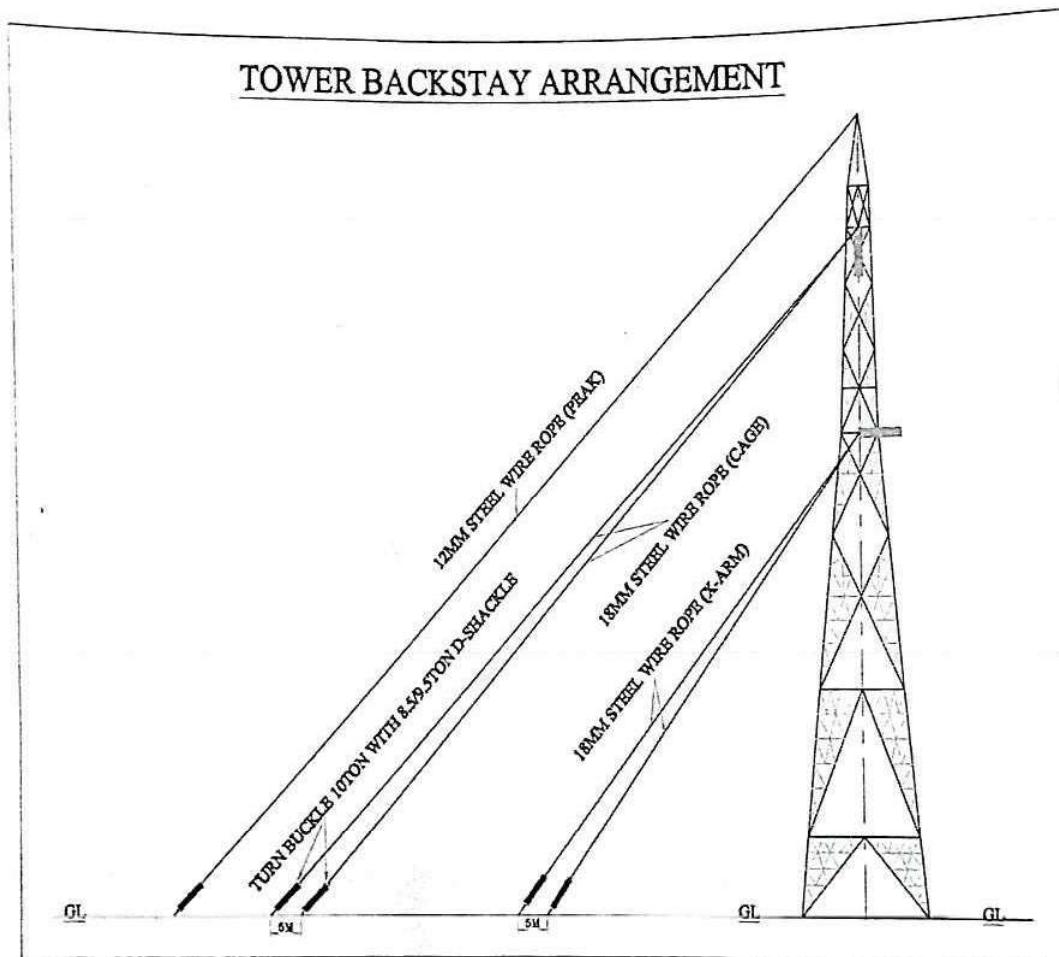 TOWER BACKSTAY ARRANGEMENT
12MM STEEL WIRE ROPE (PEAK)
18MM STEEL WIRE ROPE (CAGE)
18MM STEEL WIRE ROPE (X-ARM)
TURN BUCKLE 10TON WITH 8.5/9.5TON D-SHACKLE
GL
5M
5M
GL
GL